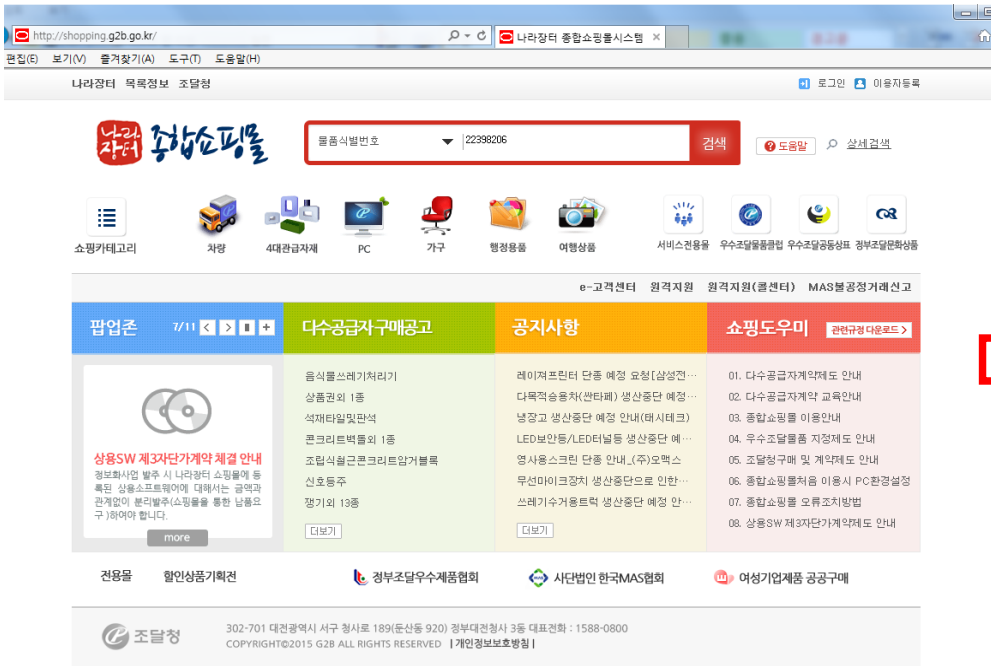 http://shopping.g2b.go.kr/
나라장터 종합쇼핑몰시스템
편집(E) 보기(V) 즐겨찾기(A) 도구(T) 도움말(H)
나라장터 목록정보 조달청
로그인 이용자등록
나라장터 종합쇼핑몰
물품식별번호 22398206 검색
도움말 상세검색
쇼핑카테고리 차량 4대관급자재 PC 가구 행정용품 여행상품 서비스전용몰 우수조달물품클럽 우수조달공동상표 정부조달문화상품
e-고객센터 원격지원 원격지원(콜센터) MAS불공정거래신고
팝업존 7/11
상용SW 제3자단가계약 체결 안내
정보화사업 발주 시 나라장터 쇼핑몰에 등
록된 상용소프트웨어에 대해서는 금액과
관계없이 분리발주(쇼핑몰을 통한 납품요
구 )하여야 합니다.
more
다수공급자 구매공고
음식물쓰레기처리기
상품권외 1종
석재타일및판석
콘크리트벽돌외 1종
조립식철근콘크리트암거블록
신호등주
쟁기외 13종
더보기
공지사항
레이져프린터 단종 예정 요청[삼성전…
다목적승용차(싼타페) 생산중단 예정…
냉장고 생산중단 예정 안내(태시테크)
LED보안등/LED터널등 생산중단 예…
영사용스크린 단종 안내_(주)오맥스
무선마이크장치 생산중단으로 인한…
쓰레기수거용트럭 생산중단 예정 안…
더보기
쇼핑도우미 관련규정 다운로드
01. 다수공급자계약제도 안내
02. 다수공급자계약 교육안내
03. 종합쇼핑몰 이용안내
04. 우수조달물품 지정제도 안내
05. 조달청구매 및 계약제도 안내
06. 종합쇼핑몰처음 이용시 PC환경설정
07. 종합쇼핑몰 오류조치방법
08. 상용SW 제3자단가계약제도 안내
전용몰 할인상품기획전 정부조달우수제품협회 사단법인 한국MAS협회 여성기업제품 공공구매
조달청
302-701 대전광역시 서구 청사로 189(둔산동 920) 정부대전청사 3동 대표전화 : 1588-0800
COPYRIGHT©2015 G2B ALL RIGHTS RESERVED | 개인정보보호방침 |